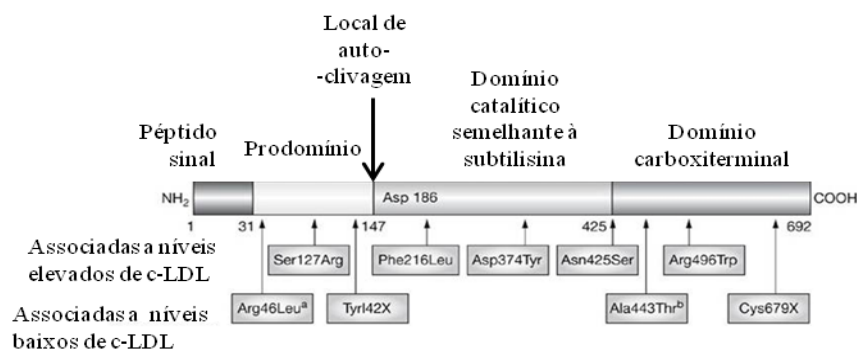 Local de
auto-
-clivagem
Domínio
catalítico
semelhante à
subtilisina
Domínio
carboxiterminal
Péptido
sinal
Prodomínio
NH2
Asp 186
COOH
1
31
147
425
692
Associadas a níveis
elevados de c-LDL
Ser127Arg
Phe216Leu
Asp374Tyr
Asn425Ser
Arg496Trp
Associadas a níveis
baixos de c-LDL
Arg46Leuᵃ
Tyrl42X
Ala443Thrᵇ
Cys679X